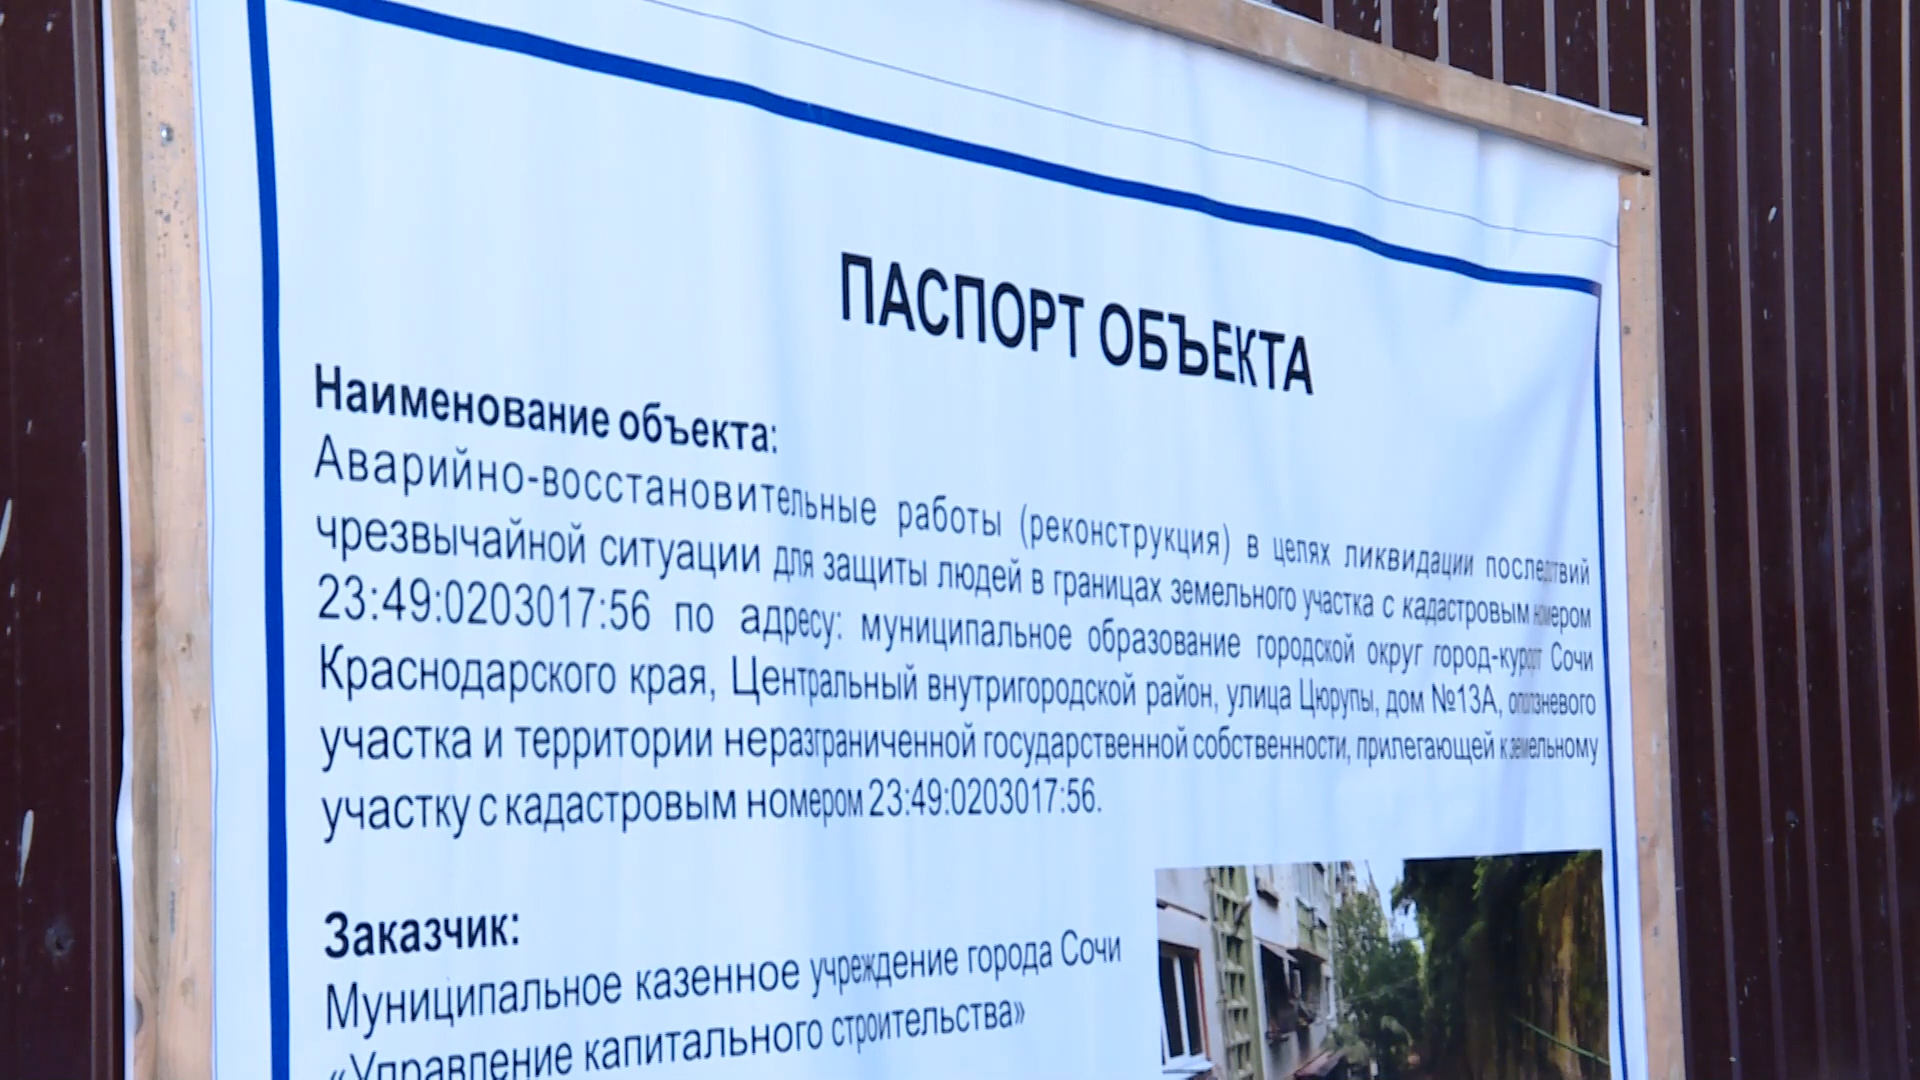 ПАСПОРТ ОБЪЕКТА
Наименование объекта:
Аварийно-восстановительные работы (реконструкция) в целях ликвидации последствий
чрезвычайной ситуации для защиты людей в границах земельного участка с кадастровым номером
23:49:0203017:56 по адресу: муниципальное образование городской округ город-курорт Сочи
Краснодарского края, Центральный внутригородской район, улица Цюрупы, дом №13А, оползневого
участка и территории неразграниченной государственной собственности, прилегающей к земельному
участку с кадастровым номером 23:49:0203017:56.
Заказчик:
Муниципальное казенное учреждение города Сочи
«Управление капитального строительства»